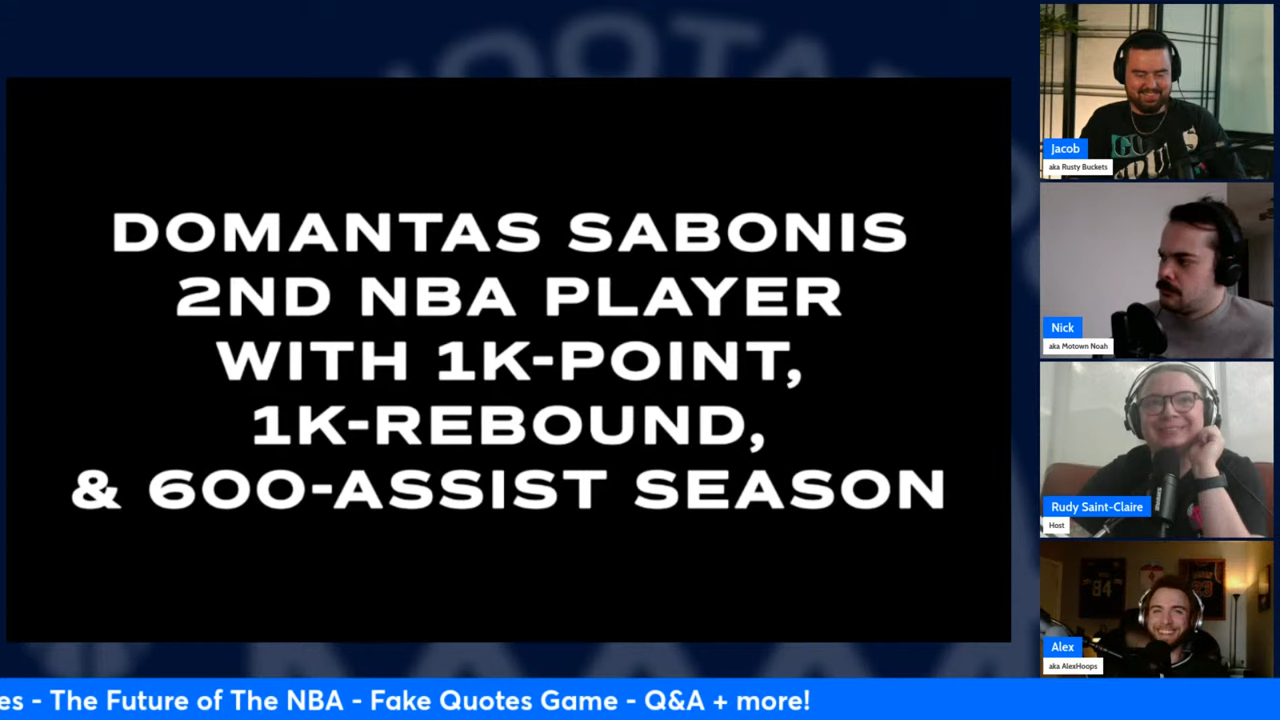 DOMANTAS SABONIS
2ND NBA PLAYER
WITH 1K-POINT,
1K-REBOUND,
& 600-ASSIST SEASON
Jacob
aka Rusty Buckets
Nick
aka Motown Noah
Rudy Saint-Claire
Host
84
Alex
aka AlexHoops
es - The Future of The NBA - Fake Quotes Game - Q&A + more!